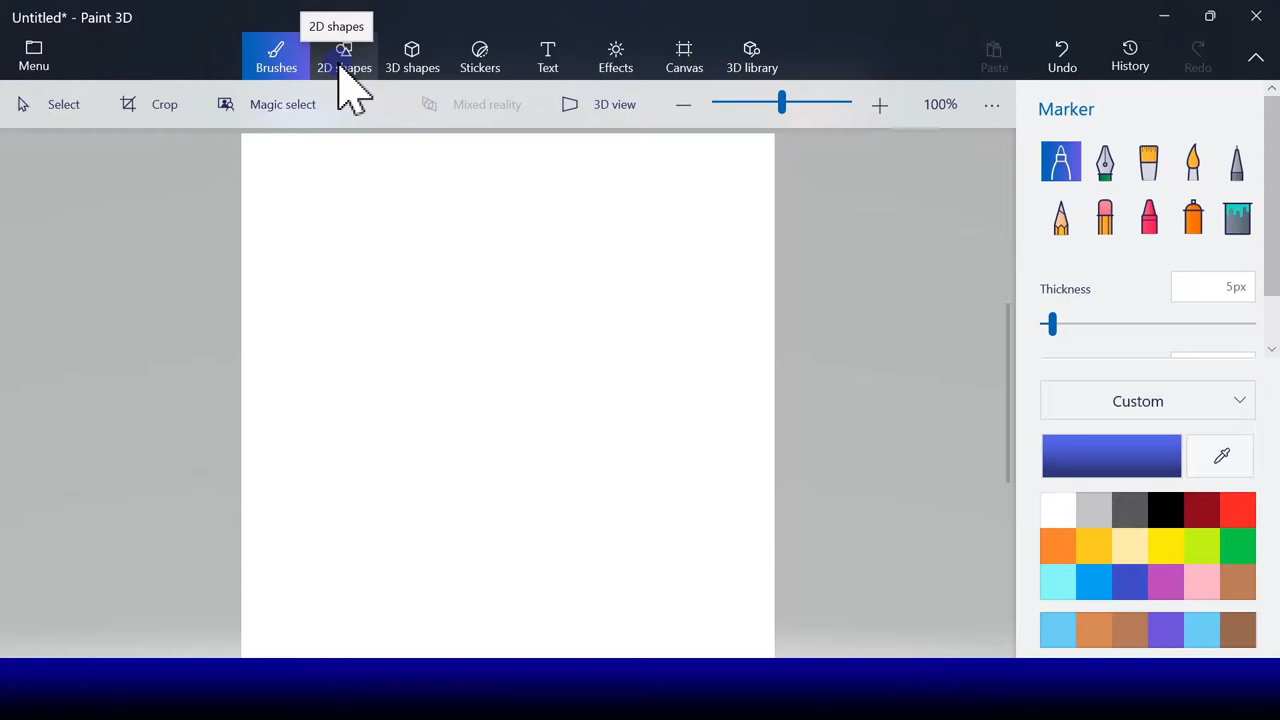 Untitled* - Paint 3D
2D shapes
Menu
Brushes
2D shapes
3D shapes
Stickers
Text
Effects
Canvas
3D library
Paste
Undo
History
Redo
Select
Crop
Magic select
Mixed reality
3D view
100%
Marker
Thickness
5px
Custom